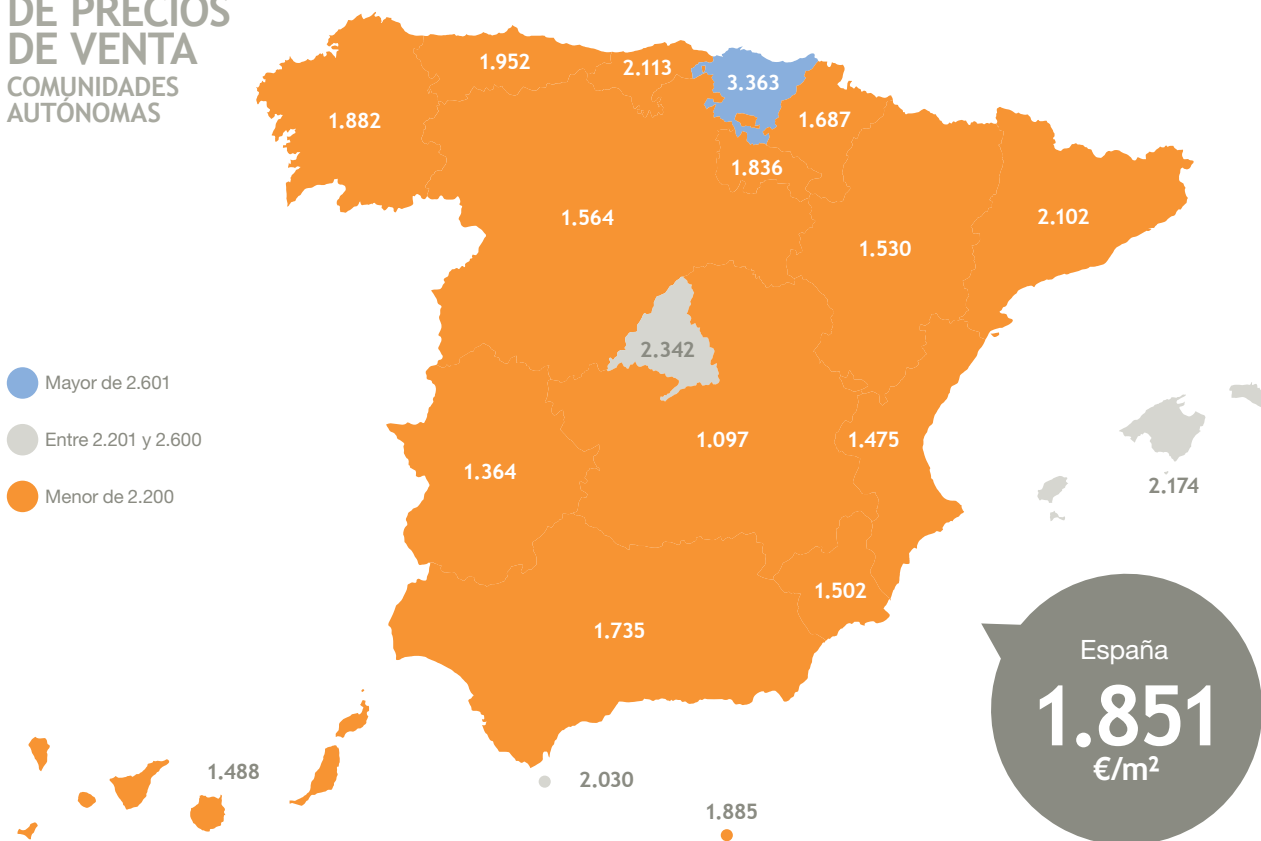 DE PRECIOS
DE VENTA
COMUNIDADES
AUTÓNOMAS
1.952
2.113
3.363
1.882
1.687
1.836
1.564
2.102
1.530
2.342
Mayor de 2.601
Entre 2.201 y 2.600
Menor de 2.200
1.097
1.475
1.364
2.174
1.502
1.735
España
1.851
€/m²
1.488
2.030
1.885